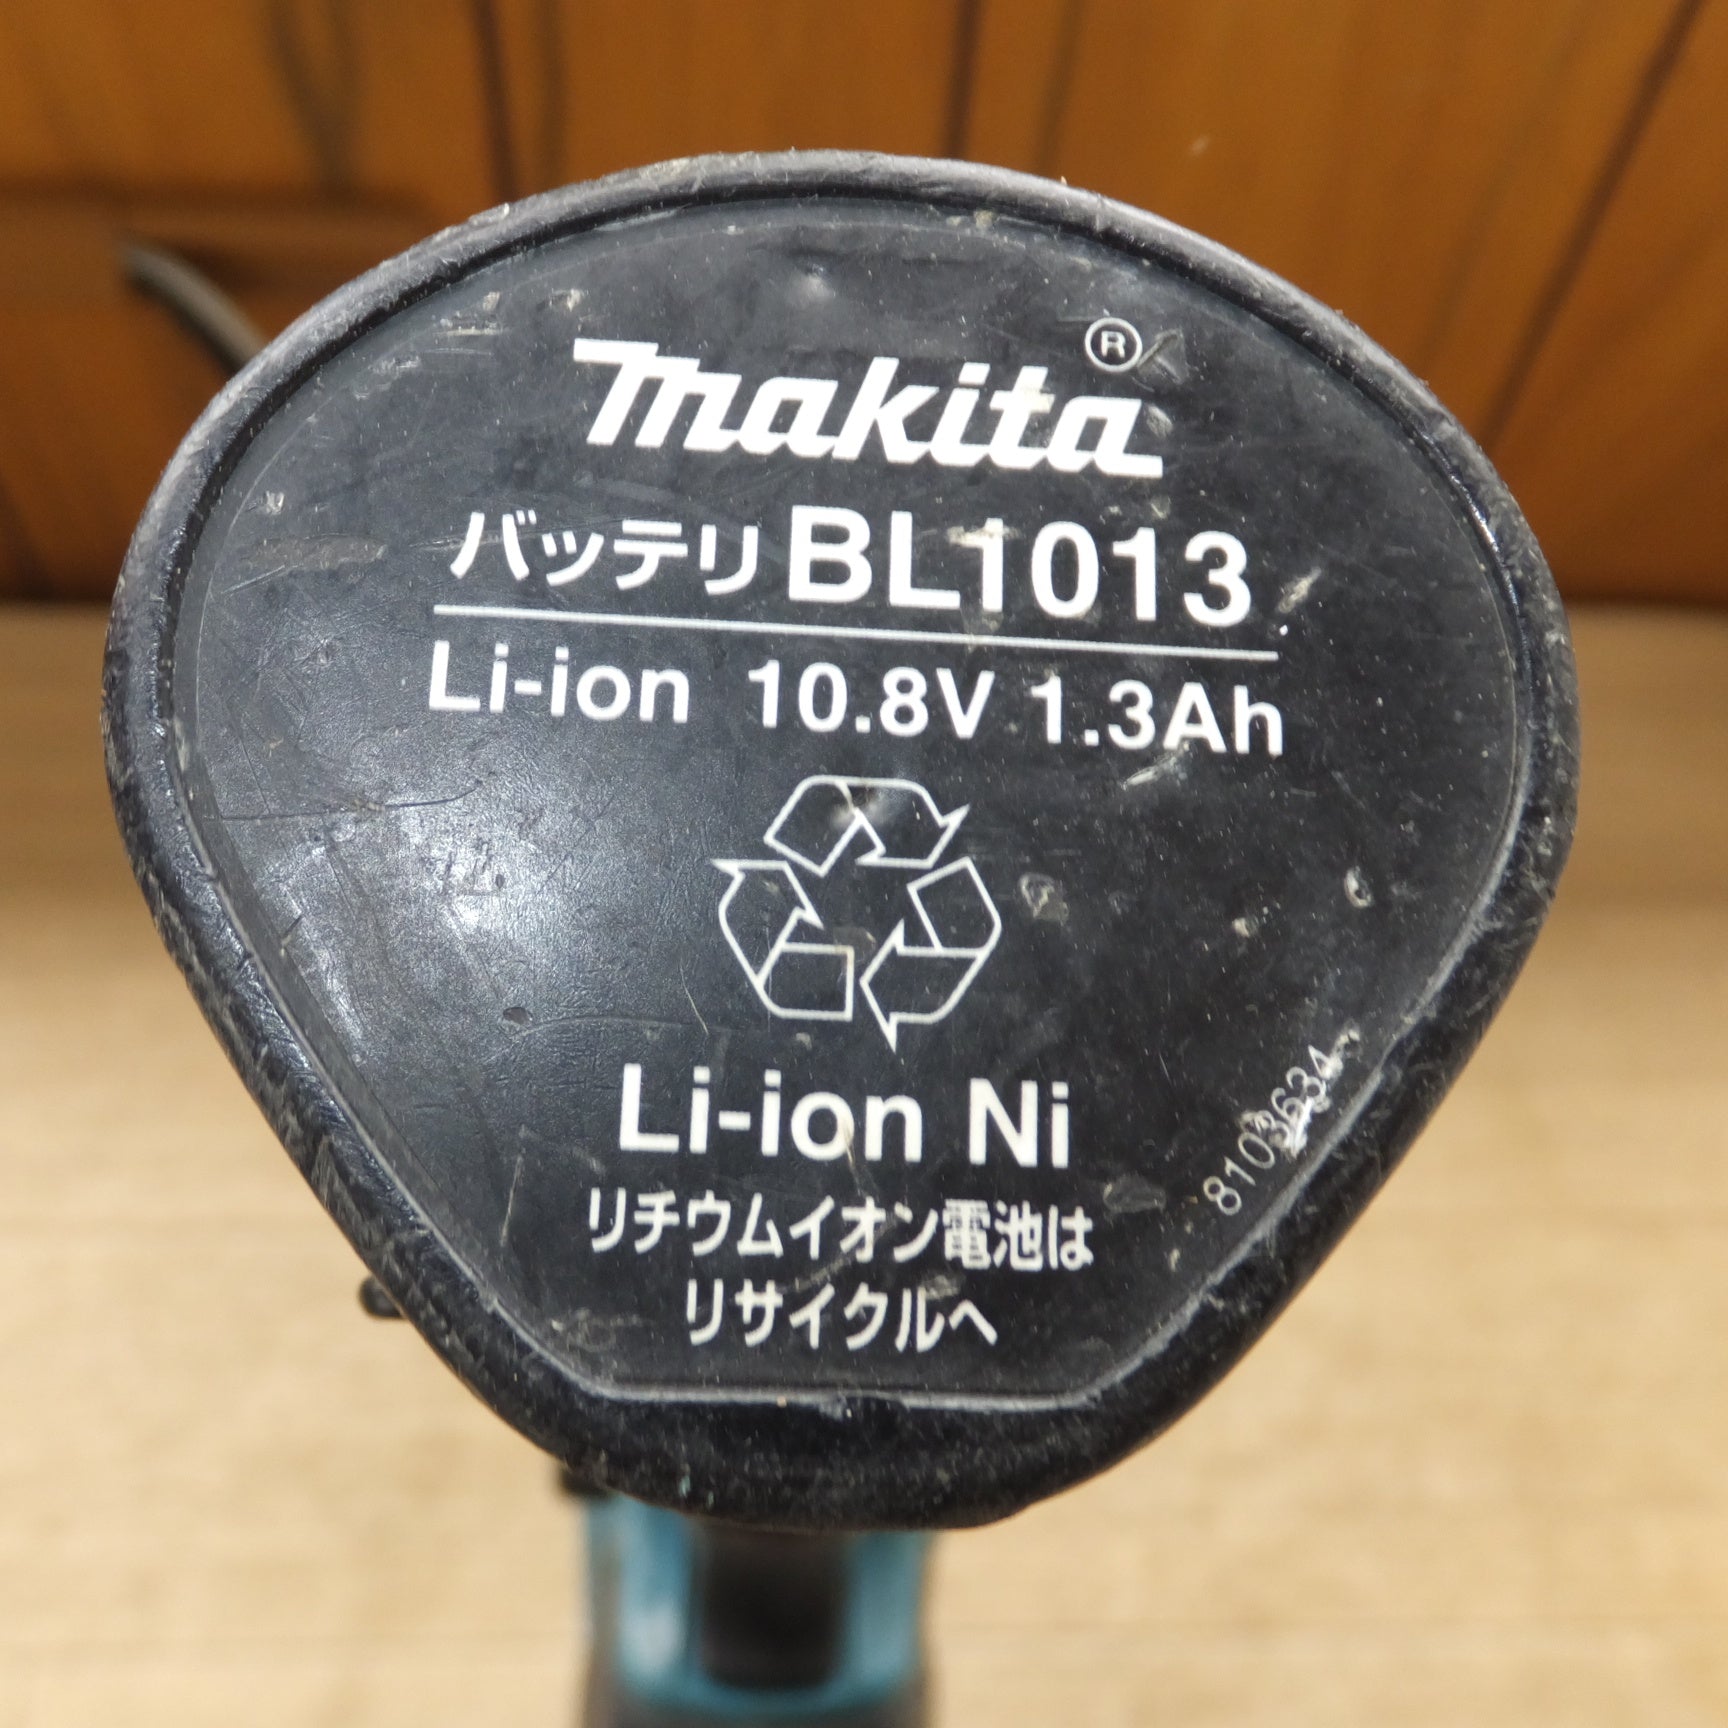 makita®
バッテリBL1013
Li-ion 10.8V 1.3Ah
Li-ion Ni
リチウムイオン電池は
リサイクルへ
8103634